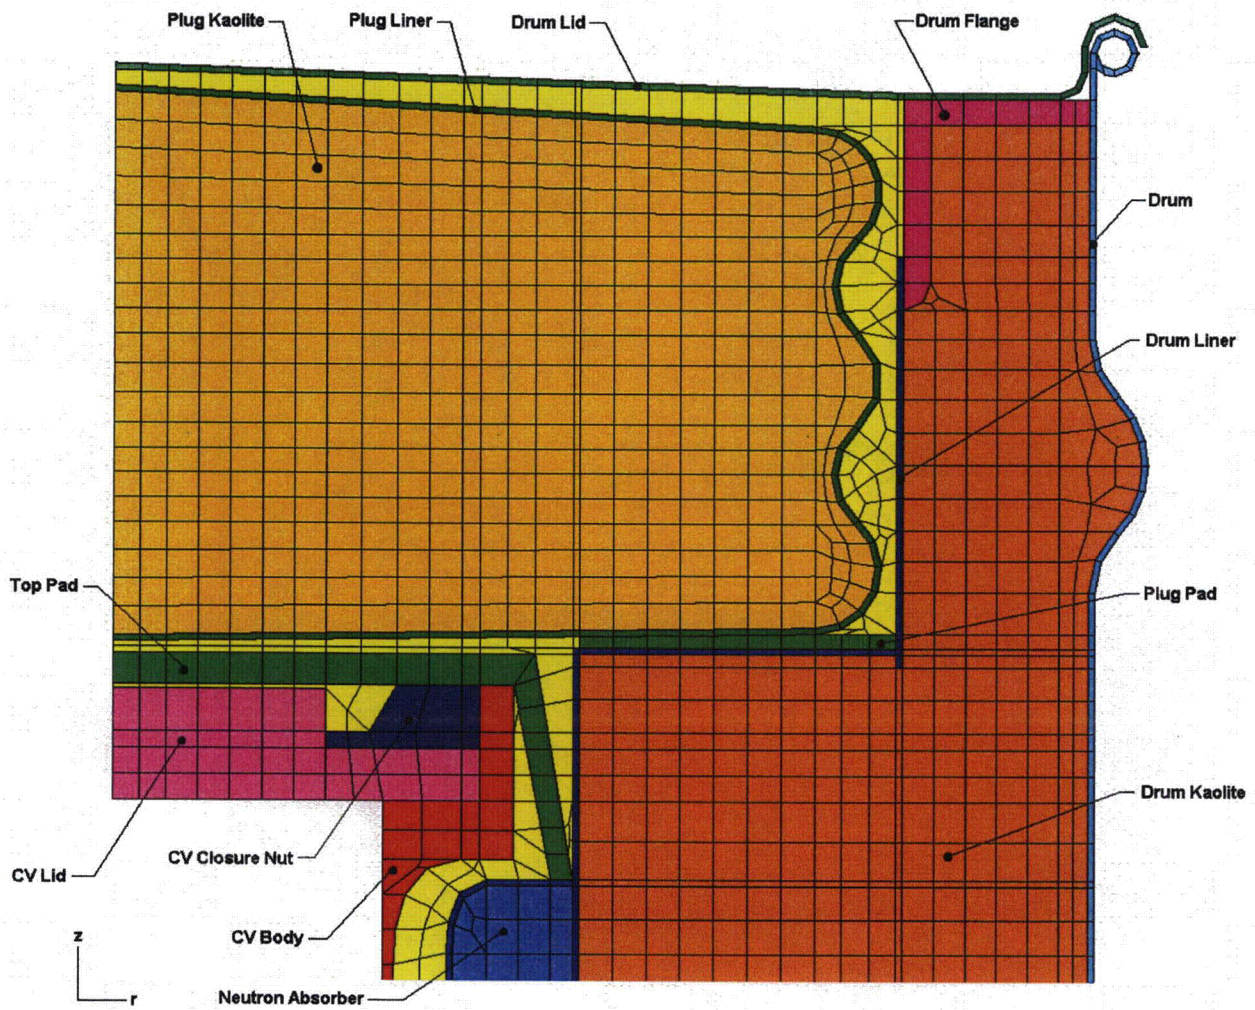 Plug Kaolite
Plug Liner
Drum Lid
Drum Flange
Drum
Drum Liner
Top Pad
Plug Pad
Drum Kaolite
CV Closure Nut
CV Lid
CV Body
z
r
Neutron Absorber